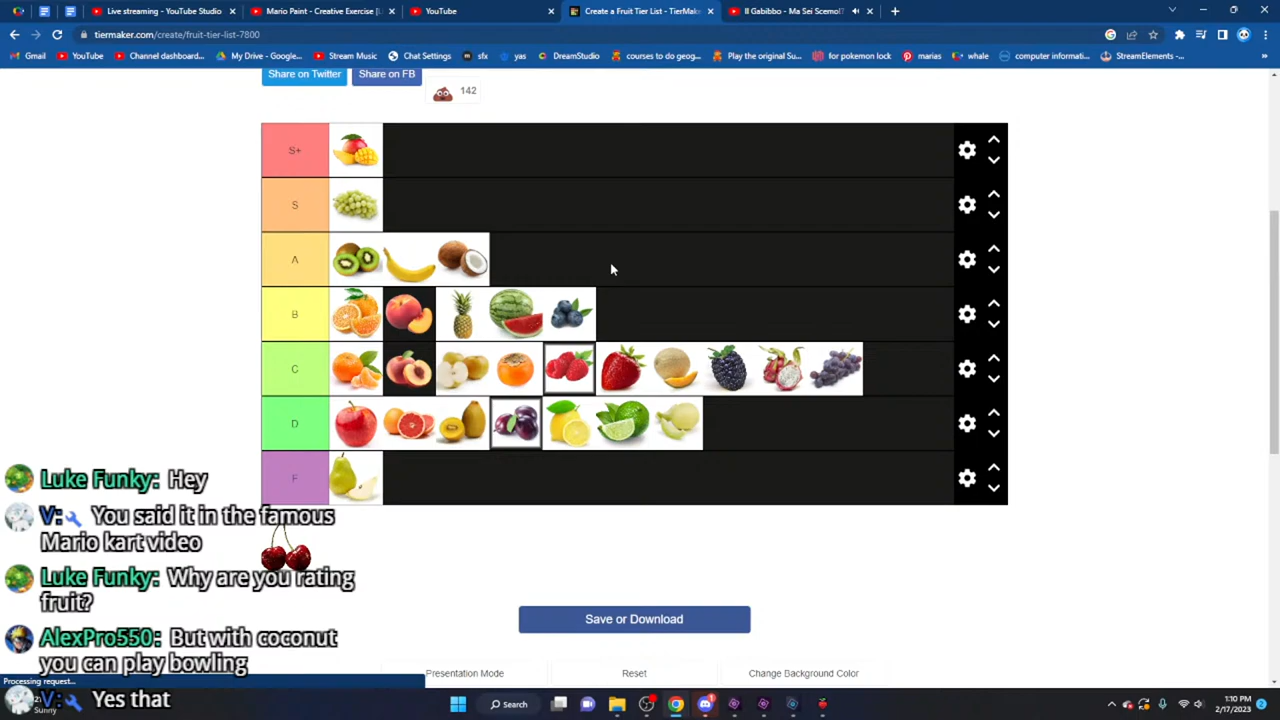 Live streaming - YouTube Studio
Mario Paint - Creative Exercise [
YouTube
Create a Fruit Tier List - TierMaker
Il Gabibbo - Ma Sei Scemo!?
tiermaker.com/create/fruit-tier-list-7800
Gmail
YouTube
Channel dashboard...
My Drive - Google...
Stream Music
Chat Settings
sfx
yas
DreamStudio
courses to do geog...
Play the original Su...
for pokemon lock
marias
whale
computer informati...
StreamElements -...
Share on Twitter
Share on FB
142
S+
S
A
B
C
D
F
Luke Funky: Hey
V: You said it in the famous
Mario kart video
Luke Funky: Why are you rating
fruit?
AlexPro550: But with coconut
you can play bowling
V: Yes that
Save or Download
Presentation Mode
Reset
Change Background Color
Processing request...
Sunny
Search
1:10 PM
2/17/2023